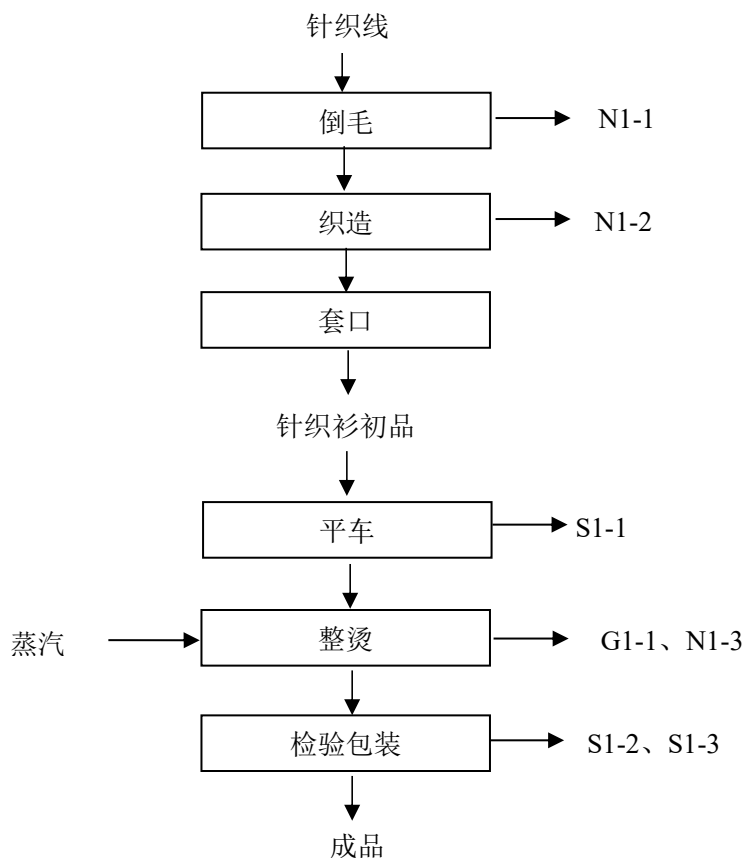 针织线
倒毛
N1-1
织造
N1-2
套口
针织衫初品
平车
S1-1
蒸汽
整烫
G1-1、N1-3
检验包装
S1-2、S1-3
成品